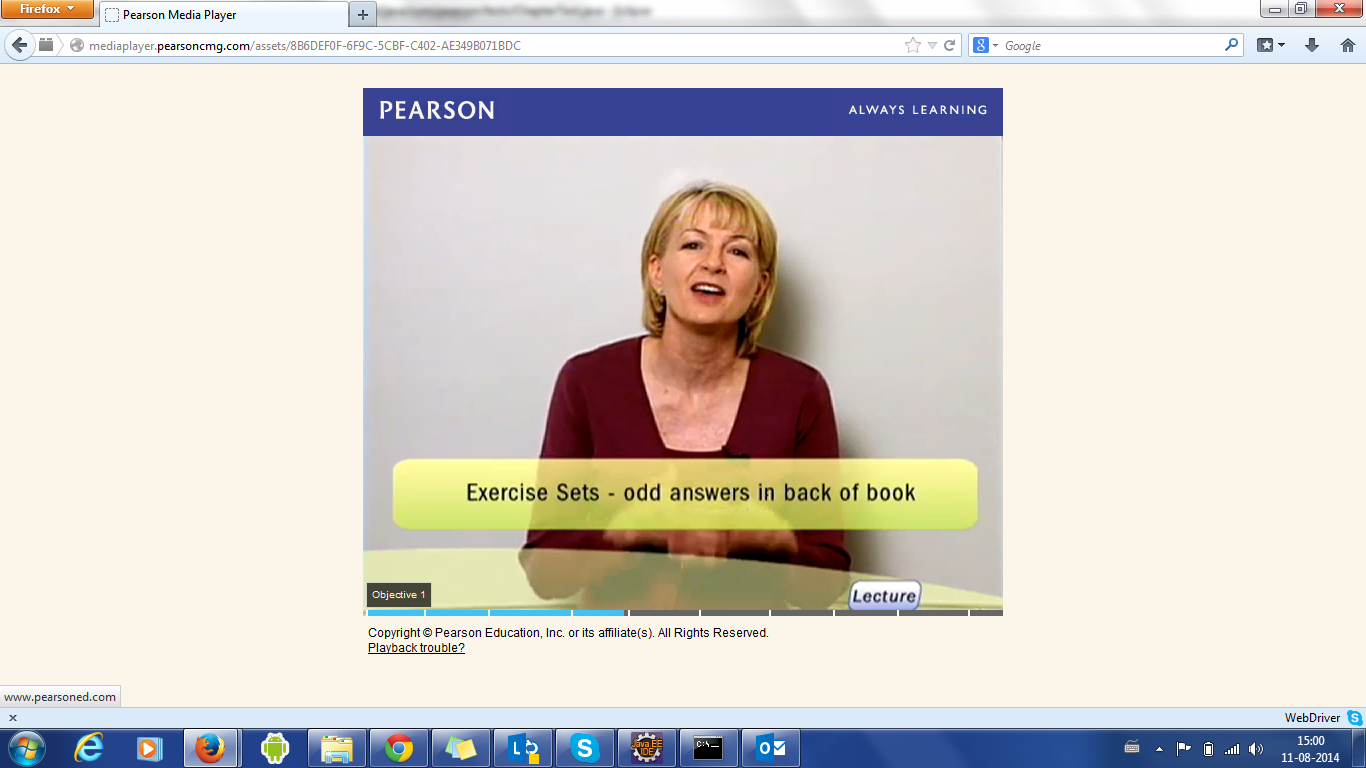 Firefox
Pearson Media Player
mediaplayer.pearsoncmg.com/assets/8B6DEF0F-6F9C-5CBF-C402-AE349B071BDC
Google
PEARSON
ALWAYS LEARNING
Exercise Sets - odd answers in back of book
Objective 1
Lecture
Copyright © Pearson Education, Inc. or its affiliate(s). All Rights Reserved.
Playback trouble?
www.pearsoned.com
WebDriver
Java EE
IDE
C:\
15:00
11-08-2014